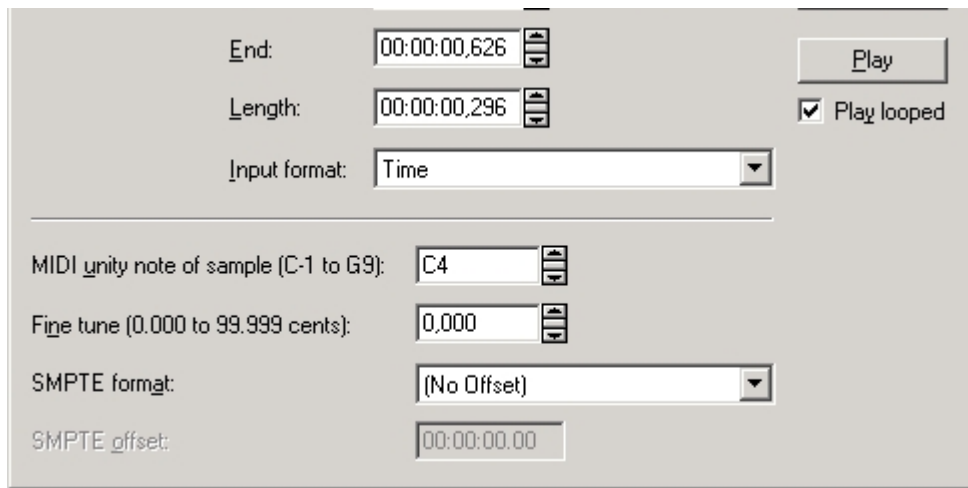 End: 00:00:00,626 Play
Length: 00:00:00,296 Play looped
Input format: Time
MIDI unity note of sample (C-1 to G9): C4
Fine tune (0.000 to 99.999 cents): 0,000
SMPTE format: (No Offset)
SMPTE offset: 00:00:00.00